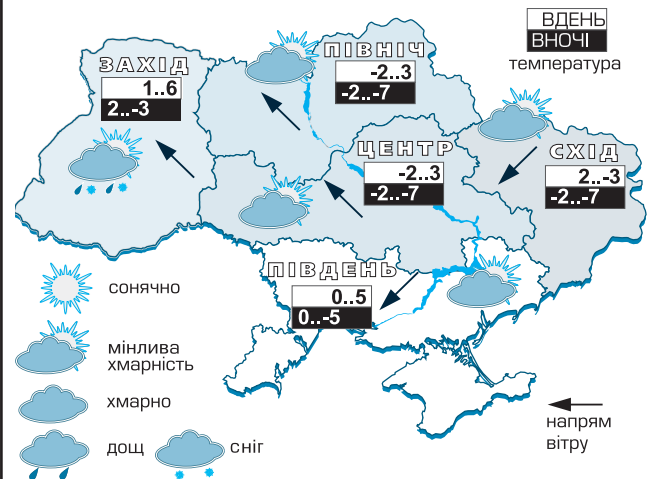 ВДЕНЬ
ВНОЧІ
температура
ПІВНІЧ
-2..3
-2..-7
ЗАХІД
1..6
2..-3
ЦЕНТР
-2..3
-2..-7
СХІД
2..-3
-2..-7
ПІВДЕНЬ
0..5
0..-5
сонячно
мінлива
хмарність
хмарно
дощ
сніг
напрям
вітру